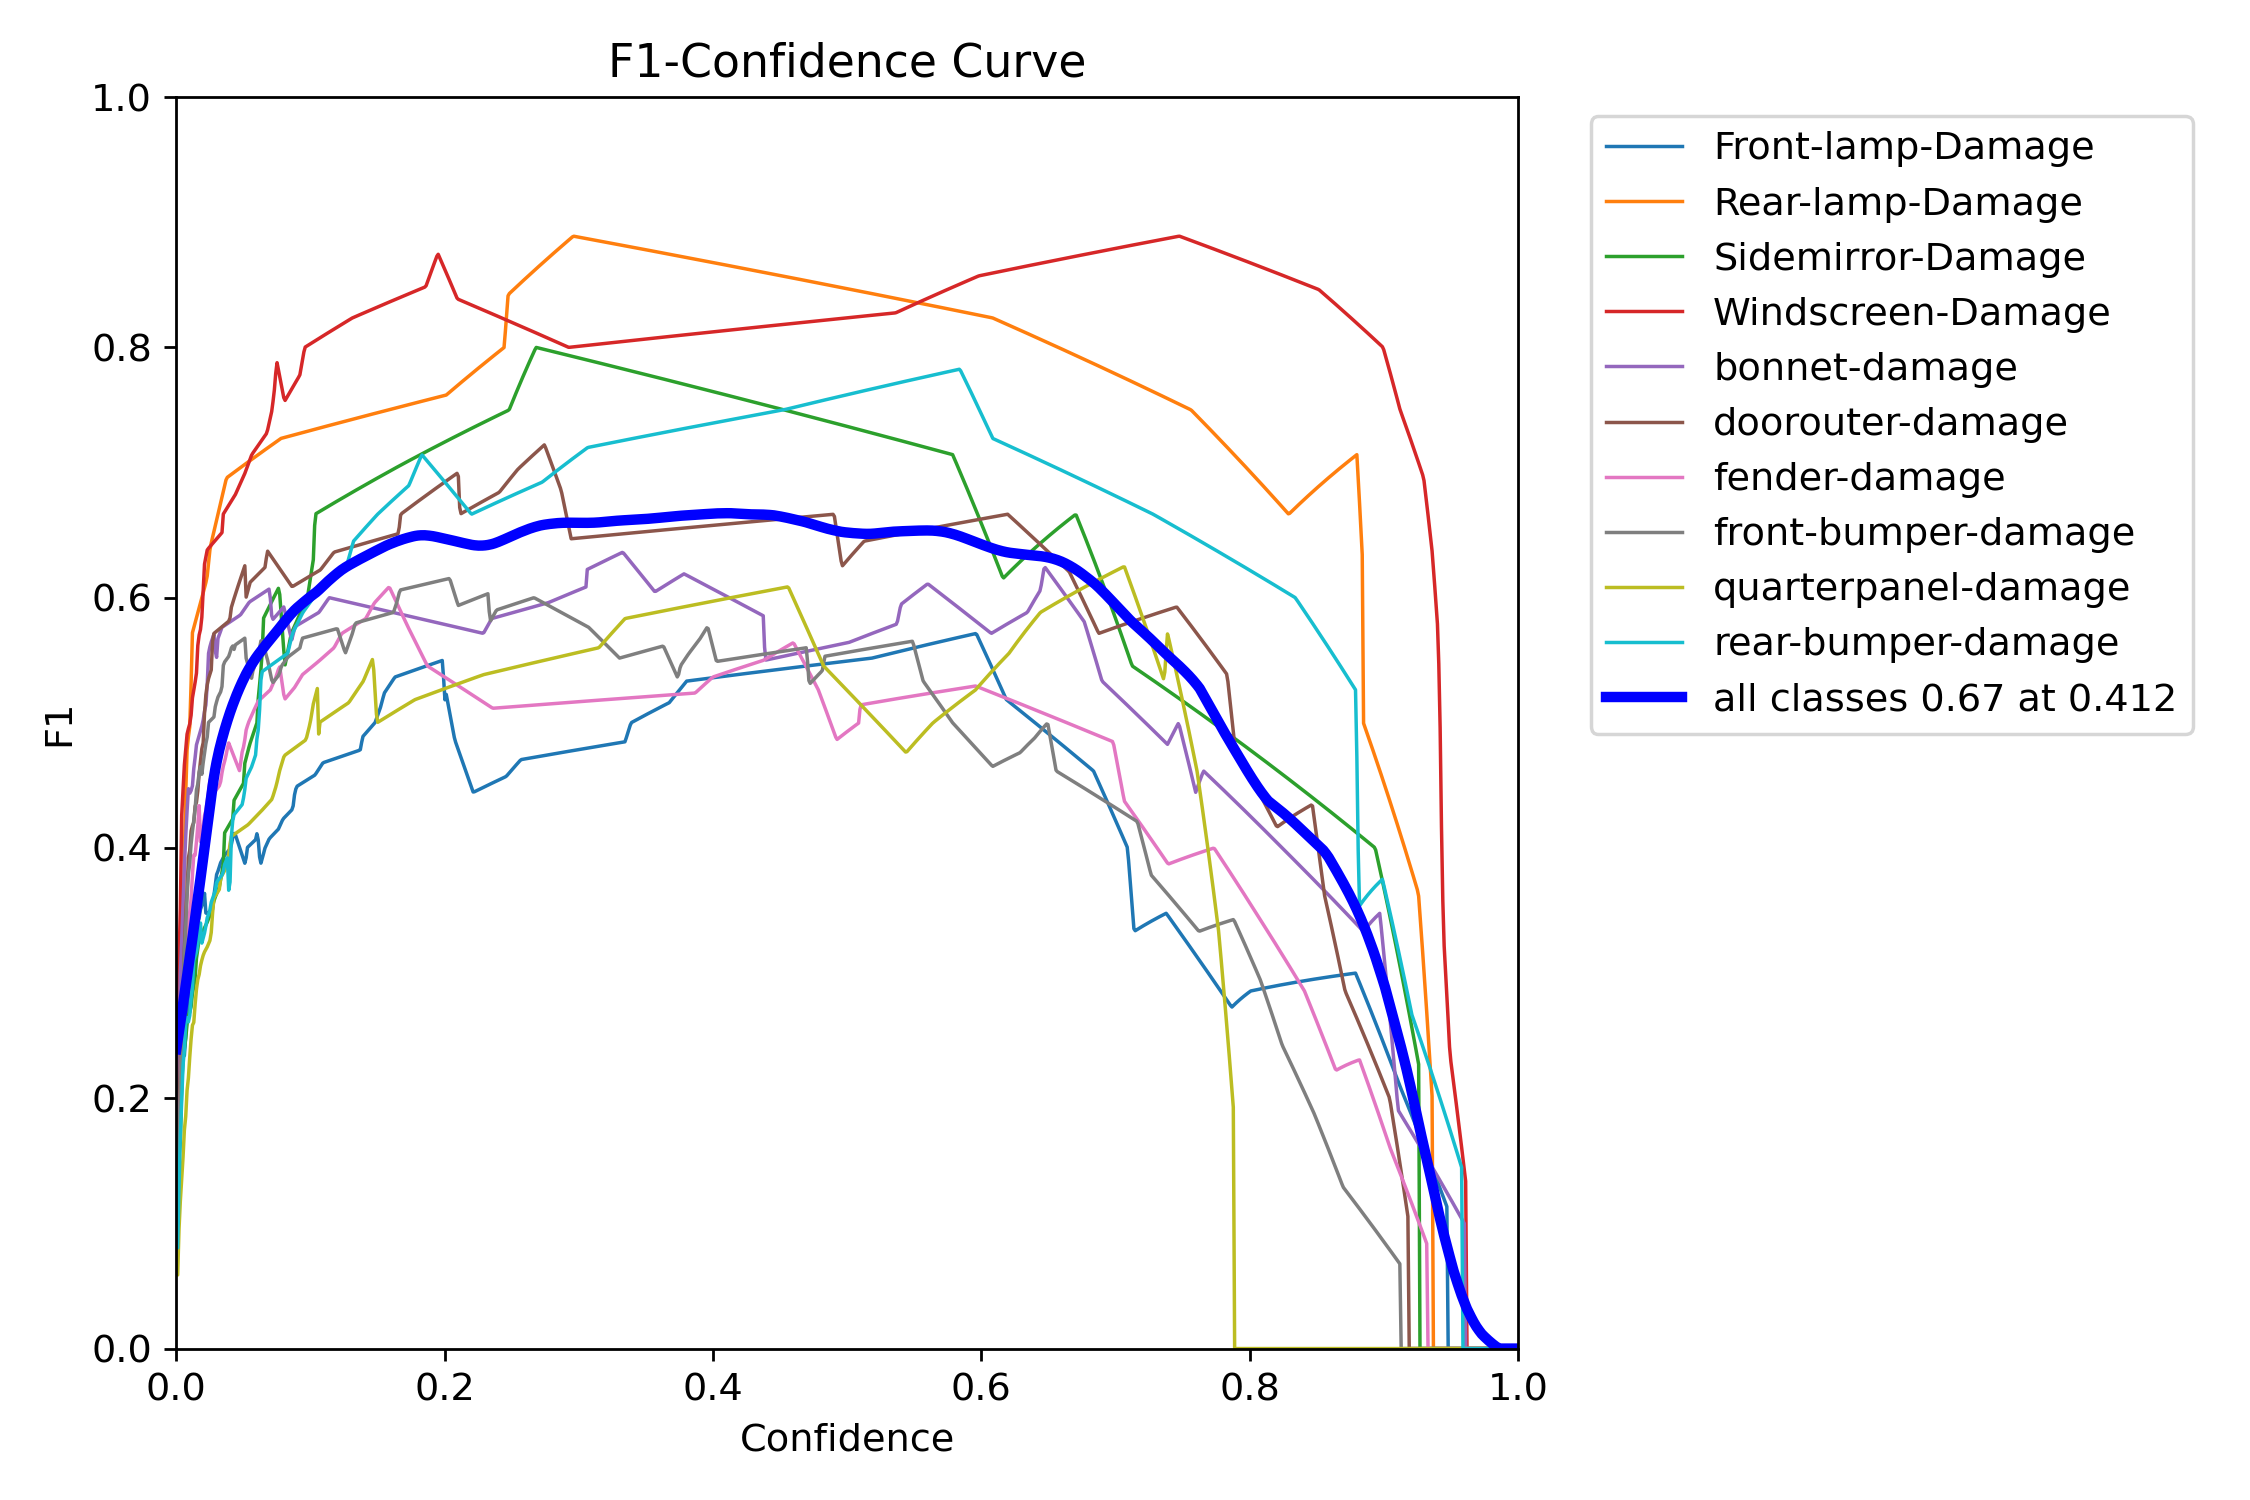 F1-Confidence Curve
1.0
0.8
0.6
0.4
0.2
0.0
F1
0.0 0.2 0.4 0.6 0.8 1.0
Confidence
Front-lamp-Damage
Rear-lamp-Damage
Sidemirror-Damage
Windscreen-Damage
bonnet-damage
doorouter-damage
fender-damage
front-bumper-damage
quarterpanel-damage
rear-bumper-damage
all classes 0.67 at 0.412